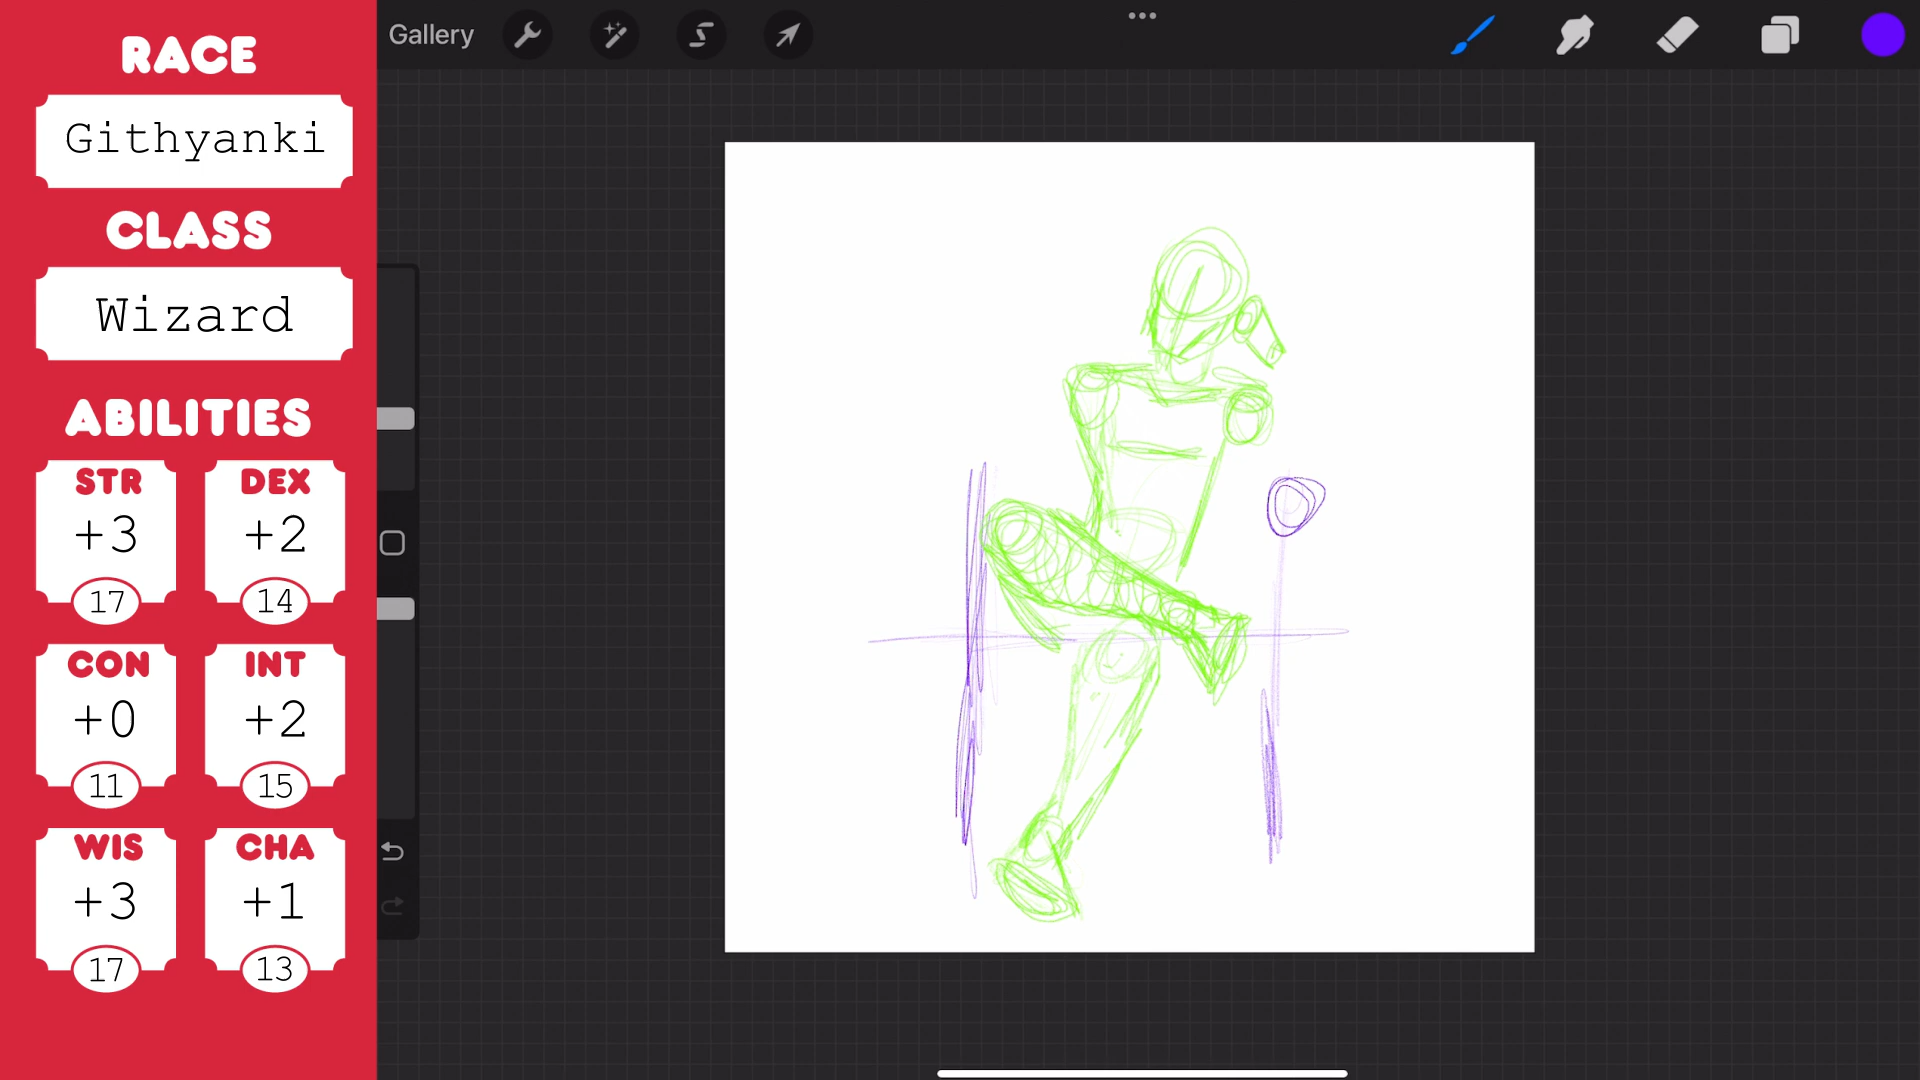 RACE
Githyanki
CLASS
Wizard
ABILITIES
STR DEX
+3 +2
17 14
CON INT
+0 +2
11 15
WIS CHA
+3 +1
17 13
Gallery